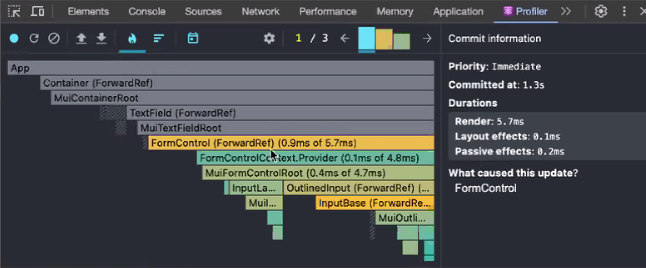 Elements Console Sources Network Performance Memory Application Profiler
1 / 3
Commit information
Priority: Immediate
Committed at: 1.3s
Durations
Render: 5.7ms
Layout effects: 0.1ms
Passive effects: 0.2ms
What caused this update?
FormControl
App
Container (ForwardRef)
MuiContainerRoot
TextField (ForwardRef)
MuiTextFieldRoot
FormControl (ForwardRef) (0.9ms of 5.7ms)
FormControlContext.Provider (0.1ms of 4.8ms)
MuiFormControlRoot (0.4ms of 4.7ms)
InputLa... OutlinedInput (ForwardRef) (...
MuiI... InputBase (ForwardRe...
MuiOutli...